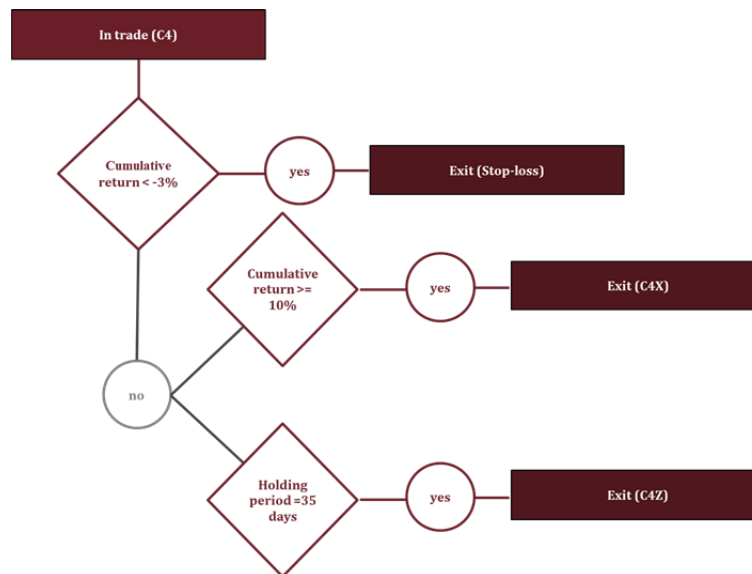 In trade (C4)
Cumulative
return < -3%
yes
Exit (Stop-loss)
Cumulative
return >=
10%
yes
Exit (C4X)
no
Holding
period =35
days
yes
Exit (C4Z)